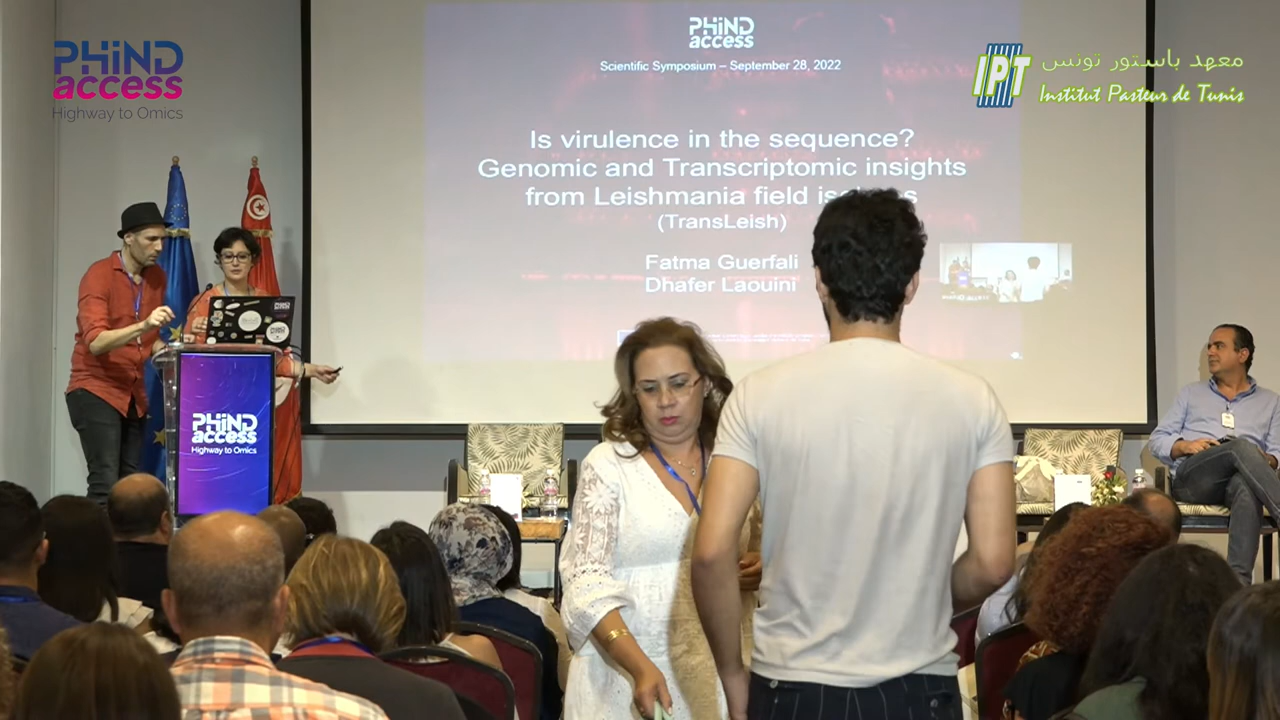 PHiND
access
Highway to Omics
معهد باستور تونس
IPT
Institut Pasteur de Tunis
PHiND
access
Scientific Symposium – September 28, 2022
Is virulence in the sequence?
Genomic and Transcriptomic insights
from Leishmania field
(TransLeish)
Fatma Guerfali
Dhafer Laouini
PHiND
access
Highway to Omics